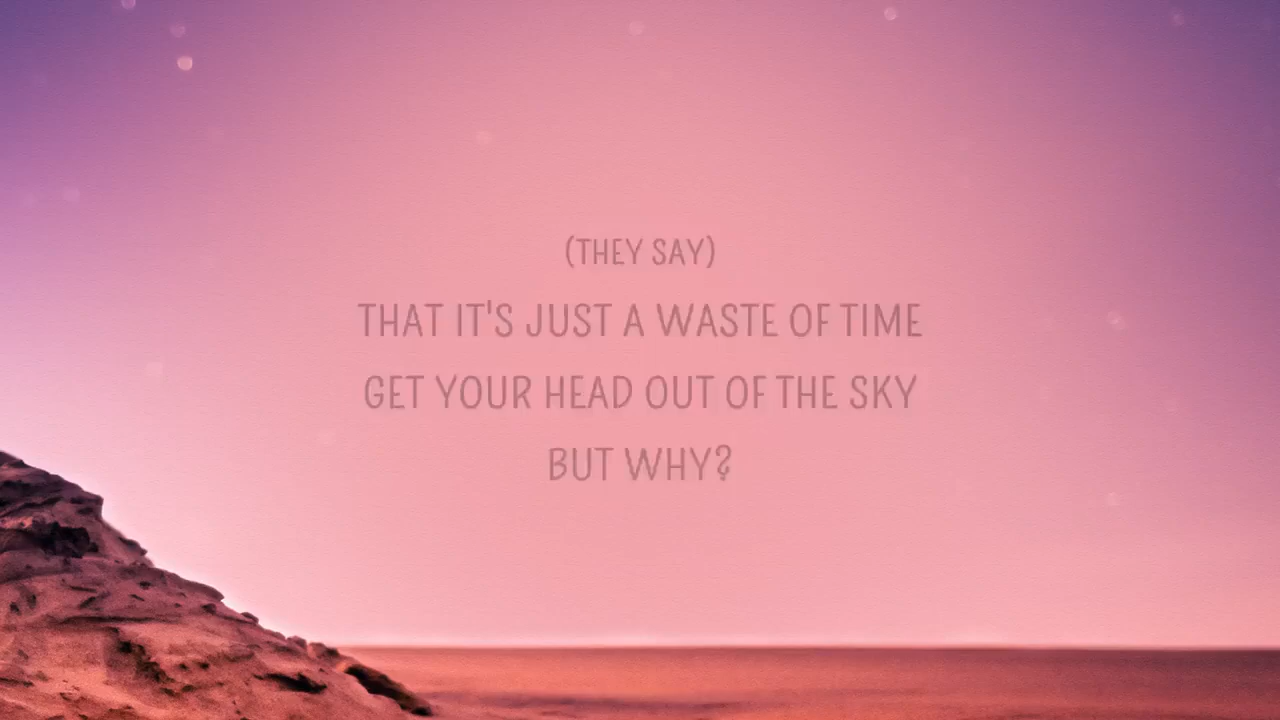 (THEY SAY)
THAT IT'S JUST A WASTE OF TIME
GET YOUR HEAD OUT OF THE SKY
BUT WHY?